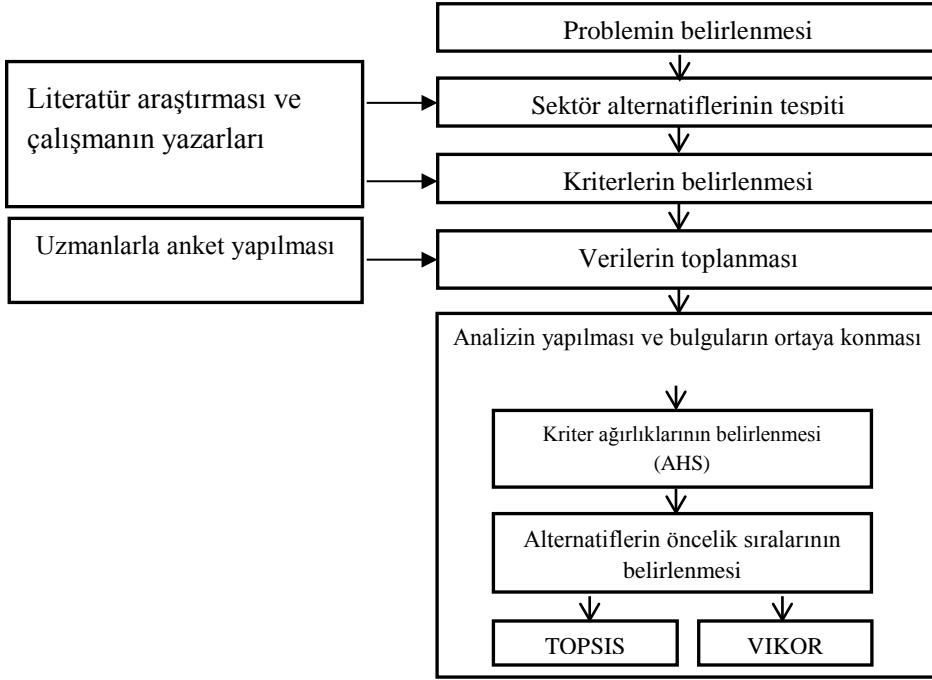 Problemin belirlenmesi
Literatür araştırması ve
çalışmanın yazarları
Sektör alternatiflerinin tespiti
Kriterlerin belirlenmesi
Uzmanlarla anket yapılması
Verilerin toplanması
Analizin yapılması ve bulguların ortaya konması
Kriter ağırlıklarının belirlenmesi
(AHS)
Alternatiflerin öncelik sıralarının
belirlenmesi
TOPSIS
VIKOR